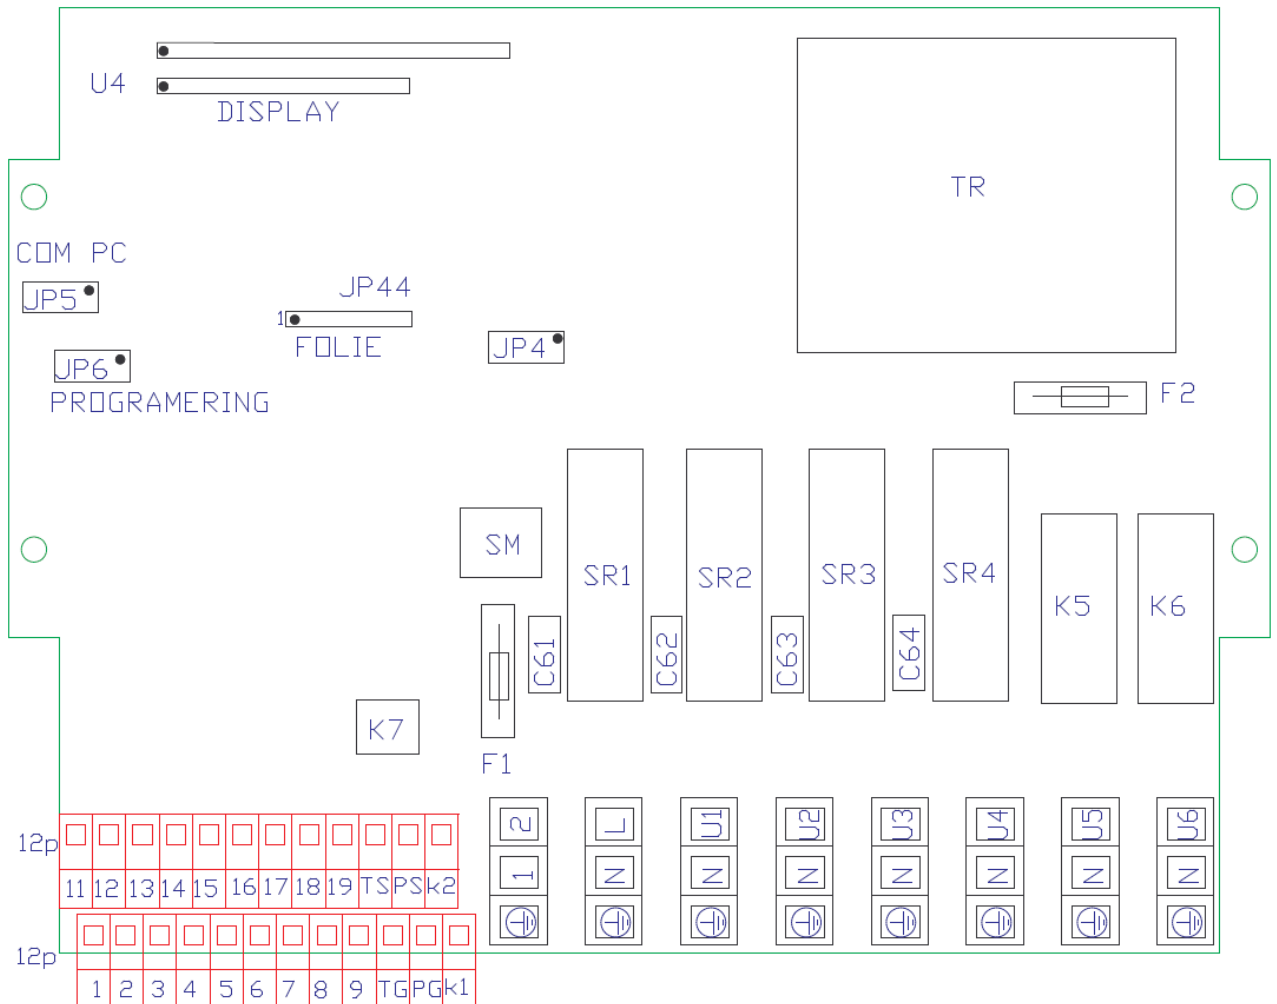 U4
DISPLAY
TR
COM PC
JP5
JP44
1
FOLIE
JP4
JP6
PROGRAMERING
F2
SM
SR1
SR2
SR3
SR4
K5
K6
C61
C62
C63
C64
K7
F1
2
L
U1
U2
U3
U4
U5
U6
12p
1
N
N
N
N
N
N
N
11 12 13 14 15 16 17 18 19 TS PS k2
12p
1 2 3 4 5 6 7 8 9 TG PG k1